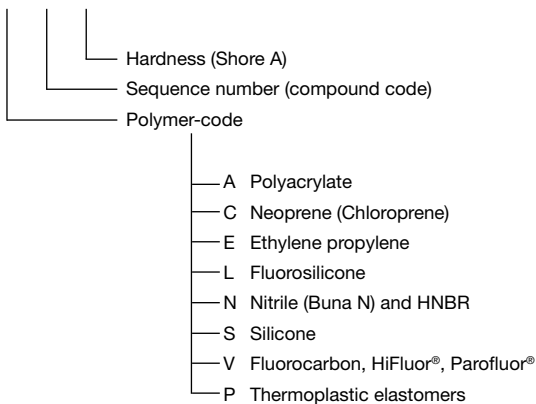 Hardness (Shore A)
Sequence number (compound code)
Polymer-code
A Polyacrylate
C Neoprene (Chloroprene)
E Ethylene propylene
L Fluorosilicone
N Nitrile (Buna N) and HNBR
S Silicone
V Fluorocarbon, HiFluor®, Parofluor®
P Thermoplastic elastomers